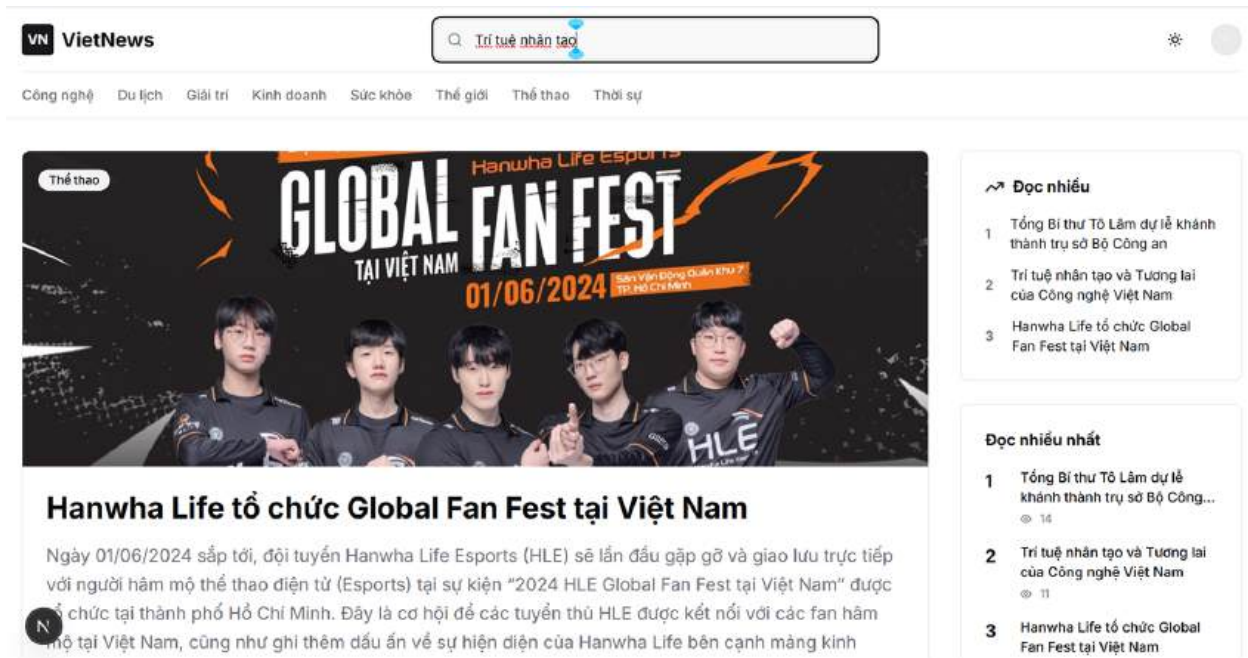 VN VietNews
Trí tuệ nhân tạo
Công nghệ Du lịch Giải trí Kinh doanh Sức khỏe Thế giới Thể thao Thời sự
Thể thao
Hanwha Life Esports
GLOBAL FAN FEST
TẠI VIỆT NAM
01/06/2024
Sân Vận Động Quân Khu 7
TP. Hồ Chí Minh
HLE
Hanwha Life tổ chức Global Fan Fest tại Việt Nam
Ngày 01/06/2024 sắp tới, đội tuyển Hanwha Life Esports (HLE) sẽ lần đầu gặp gỡ và giao lưu trực tiếp
với người hâm mộ thể thao điện tử (Esports) tại sự kiện “2024 HLE Global Fan Fest tại Việt Nam” được
chức tại thành phố Hồ Chí Minh. Đây là cơ hội để các tuyển thủ HLE được kết nối với các fan hâm
mộ tại Việt Nam, cũng như ghi thêm dấu ấn về sự hiện diện của Hanwha Life bên cạnh mảng kinh
N
Đọc nhiều
1 Tổng Bí thư Tô Lâm dự lễ khánh
thành trụ sở Bộ Công an
2 Trí tuệ nhân tạo và Tương lai
của Công nghệ Việt Nam
3 Hanwha Life tổ chức Global
Fan Fest tại Việt Nam
Đọc nhiều nhất
1 Tổng Bí thư Tô Lâm dự lễ
khánh thành trụ sở Bộ Công...
14
2 Trí tuệ nhân tạo và Tương lai
của Công nghệ Việt Nam
11
3 Hanwha Life tổ chức Global
Fan Fest tại Việt Nam